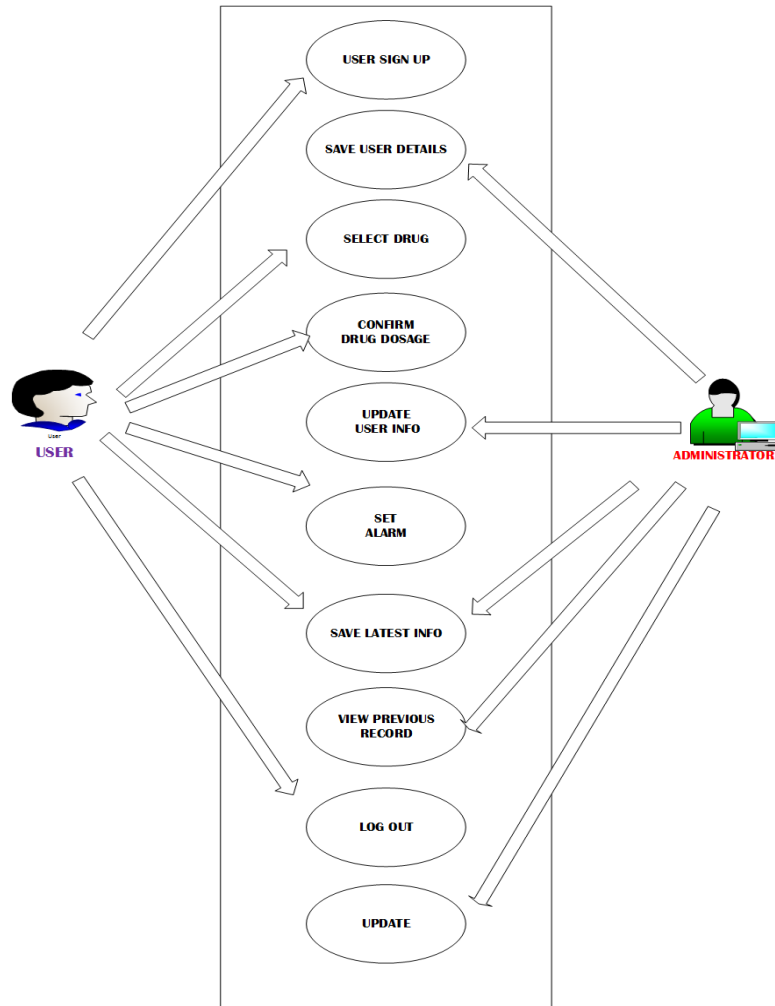 USER SIGN UP
SAVE USER DETAILS
SELECT DRUG
CONFIRM
DRUG DOSAGE
UPDATE
USER INFO
User
USER
ADMINISTRATOR
SET
ALARM
SAVE LATEST INFO
VIEW PREVIOUS
RECORD
LOG OUT
UPDATE